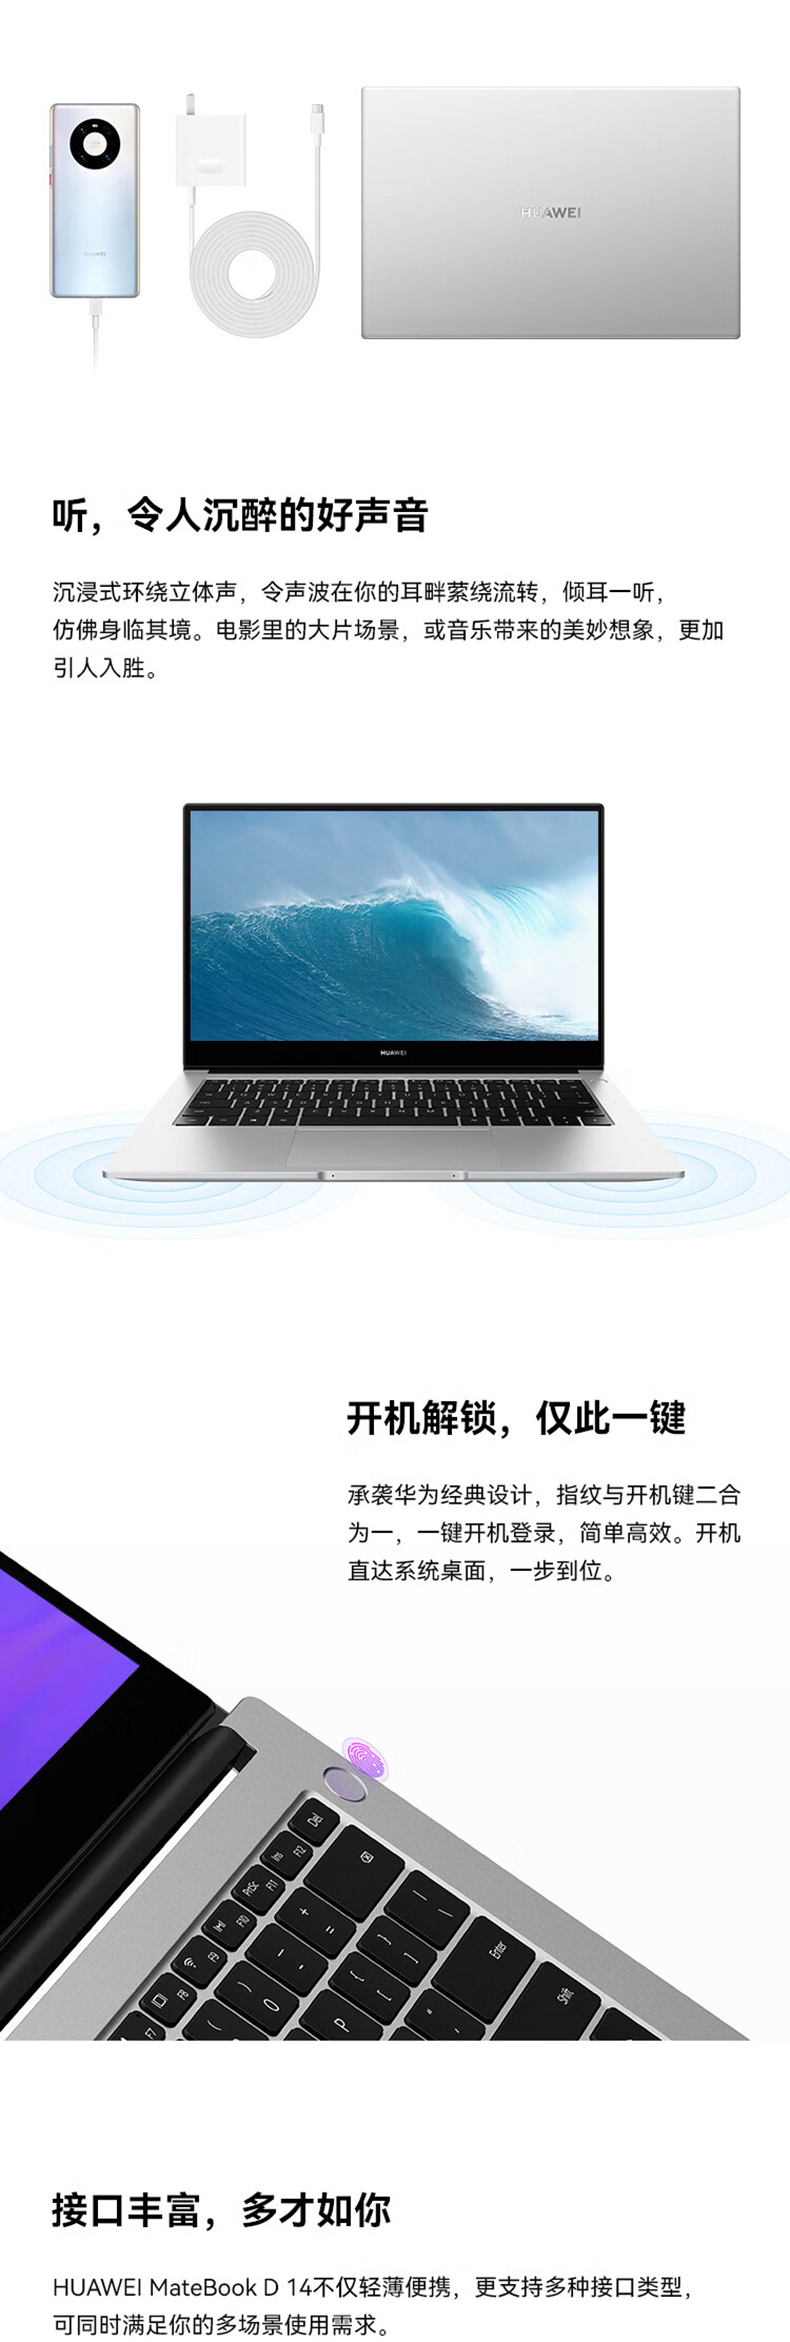 HUAWEI
HUAWEI
听，令人沉醉的好声音
沉浸式环绕立体声，令声波在你的耳畔萦绕流转，倾耳一听，
仿佛身临其境。电影里的大片场景，或音乐带来的美妙想象，更加
引人入胜。
HUAWEI
开机解锁，仅此一键
承袭华为经典设计，指纹与开机键二合
为一，一键开机登录，简单高效。开机
直达系统桌面，一步到位。
Del
Ins F12
PrtSc F11
F10
F9
F8
F7
Enter
Shift
P
接口丰富，多才如你
HUAWEI MateBook D 14不仅轻薄便携，更支持多种接口类型，
可同时满足你的多场景使用需求。